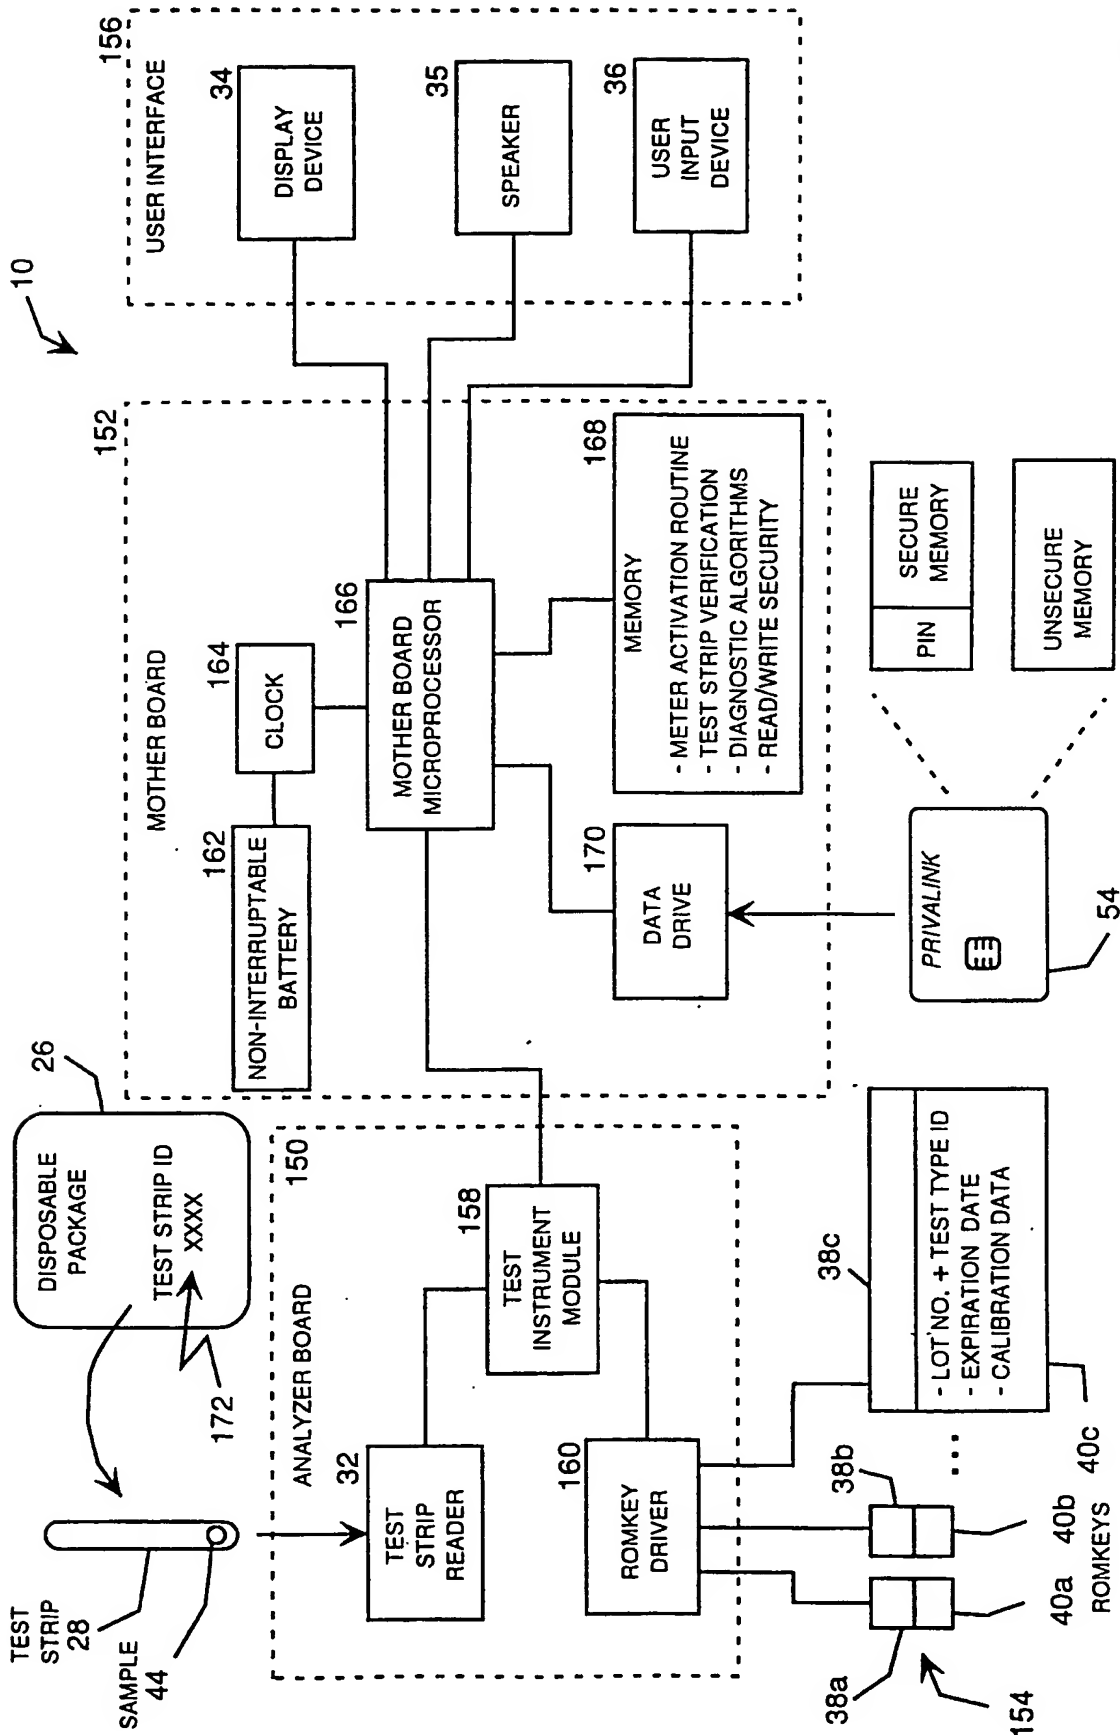 10
TEST
STRIP
28
SAMPLE
44
172
DISPOSABLE
PACKAGE
TEST STRIP ID
XXXX
26
ANALYZER BOARD
150
32
TEST
STRIP
READER
158
TEST
INSTRUMENT
MODULE
160
ROMKEY
DRIVER
38a
38b
38c
- LOT NO. + TEST TYPE ID
- EXPIRATION DATE
- CALIBRATION DATA
154
40a
40b
40c
ROMKEYS
MOTHER BOARD
152
162
NON-INTERRUPTABLE
BATTERY
164
CLOCK
166
MOTHER BOARD
MICROPROCESSOR
170
DATA
DRIVE
168
MEMORY
- METER ACTIVATION ROUTINE
- TEST STRIP VERIFICATION
- DIAGNOSTIC ALGORITHMS
- READ/WRITE SECURITY
PRIVALINK
54
PIN
SECURE
MEMORY
UNSECURE
MEMORY
USER INTERFACE
156
34
DISPLAY
DEVICE
35
SPEAKER
36
USER
INPUT
DEVICE